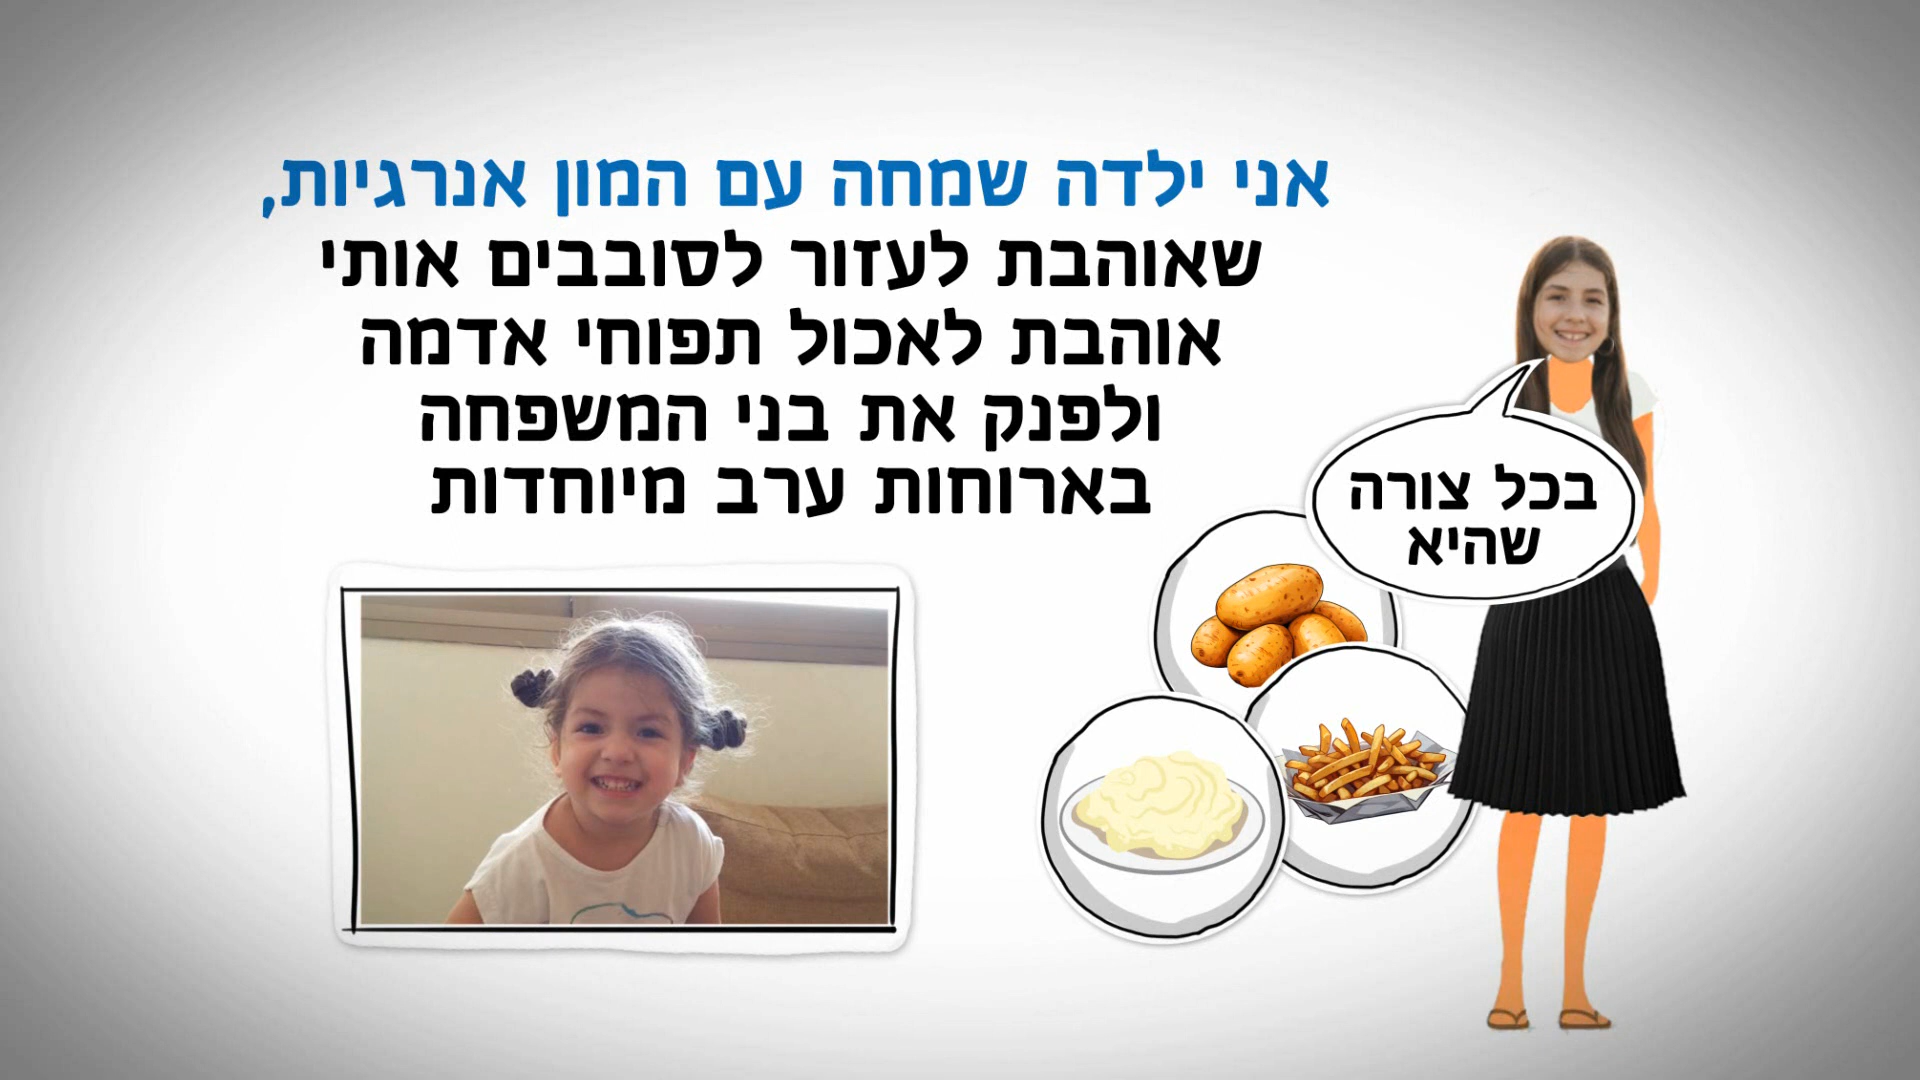 אני ילדה שמחה עם המון אנרגיות,
שאוהבת לעזור לסובבים אותי
אוהבת לאכול תפוחי אדמה
ולפנק את בני המשפחה
בארוחות ערב מיוחדות
בכל צורה
שהיא